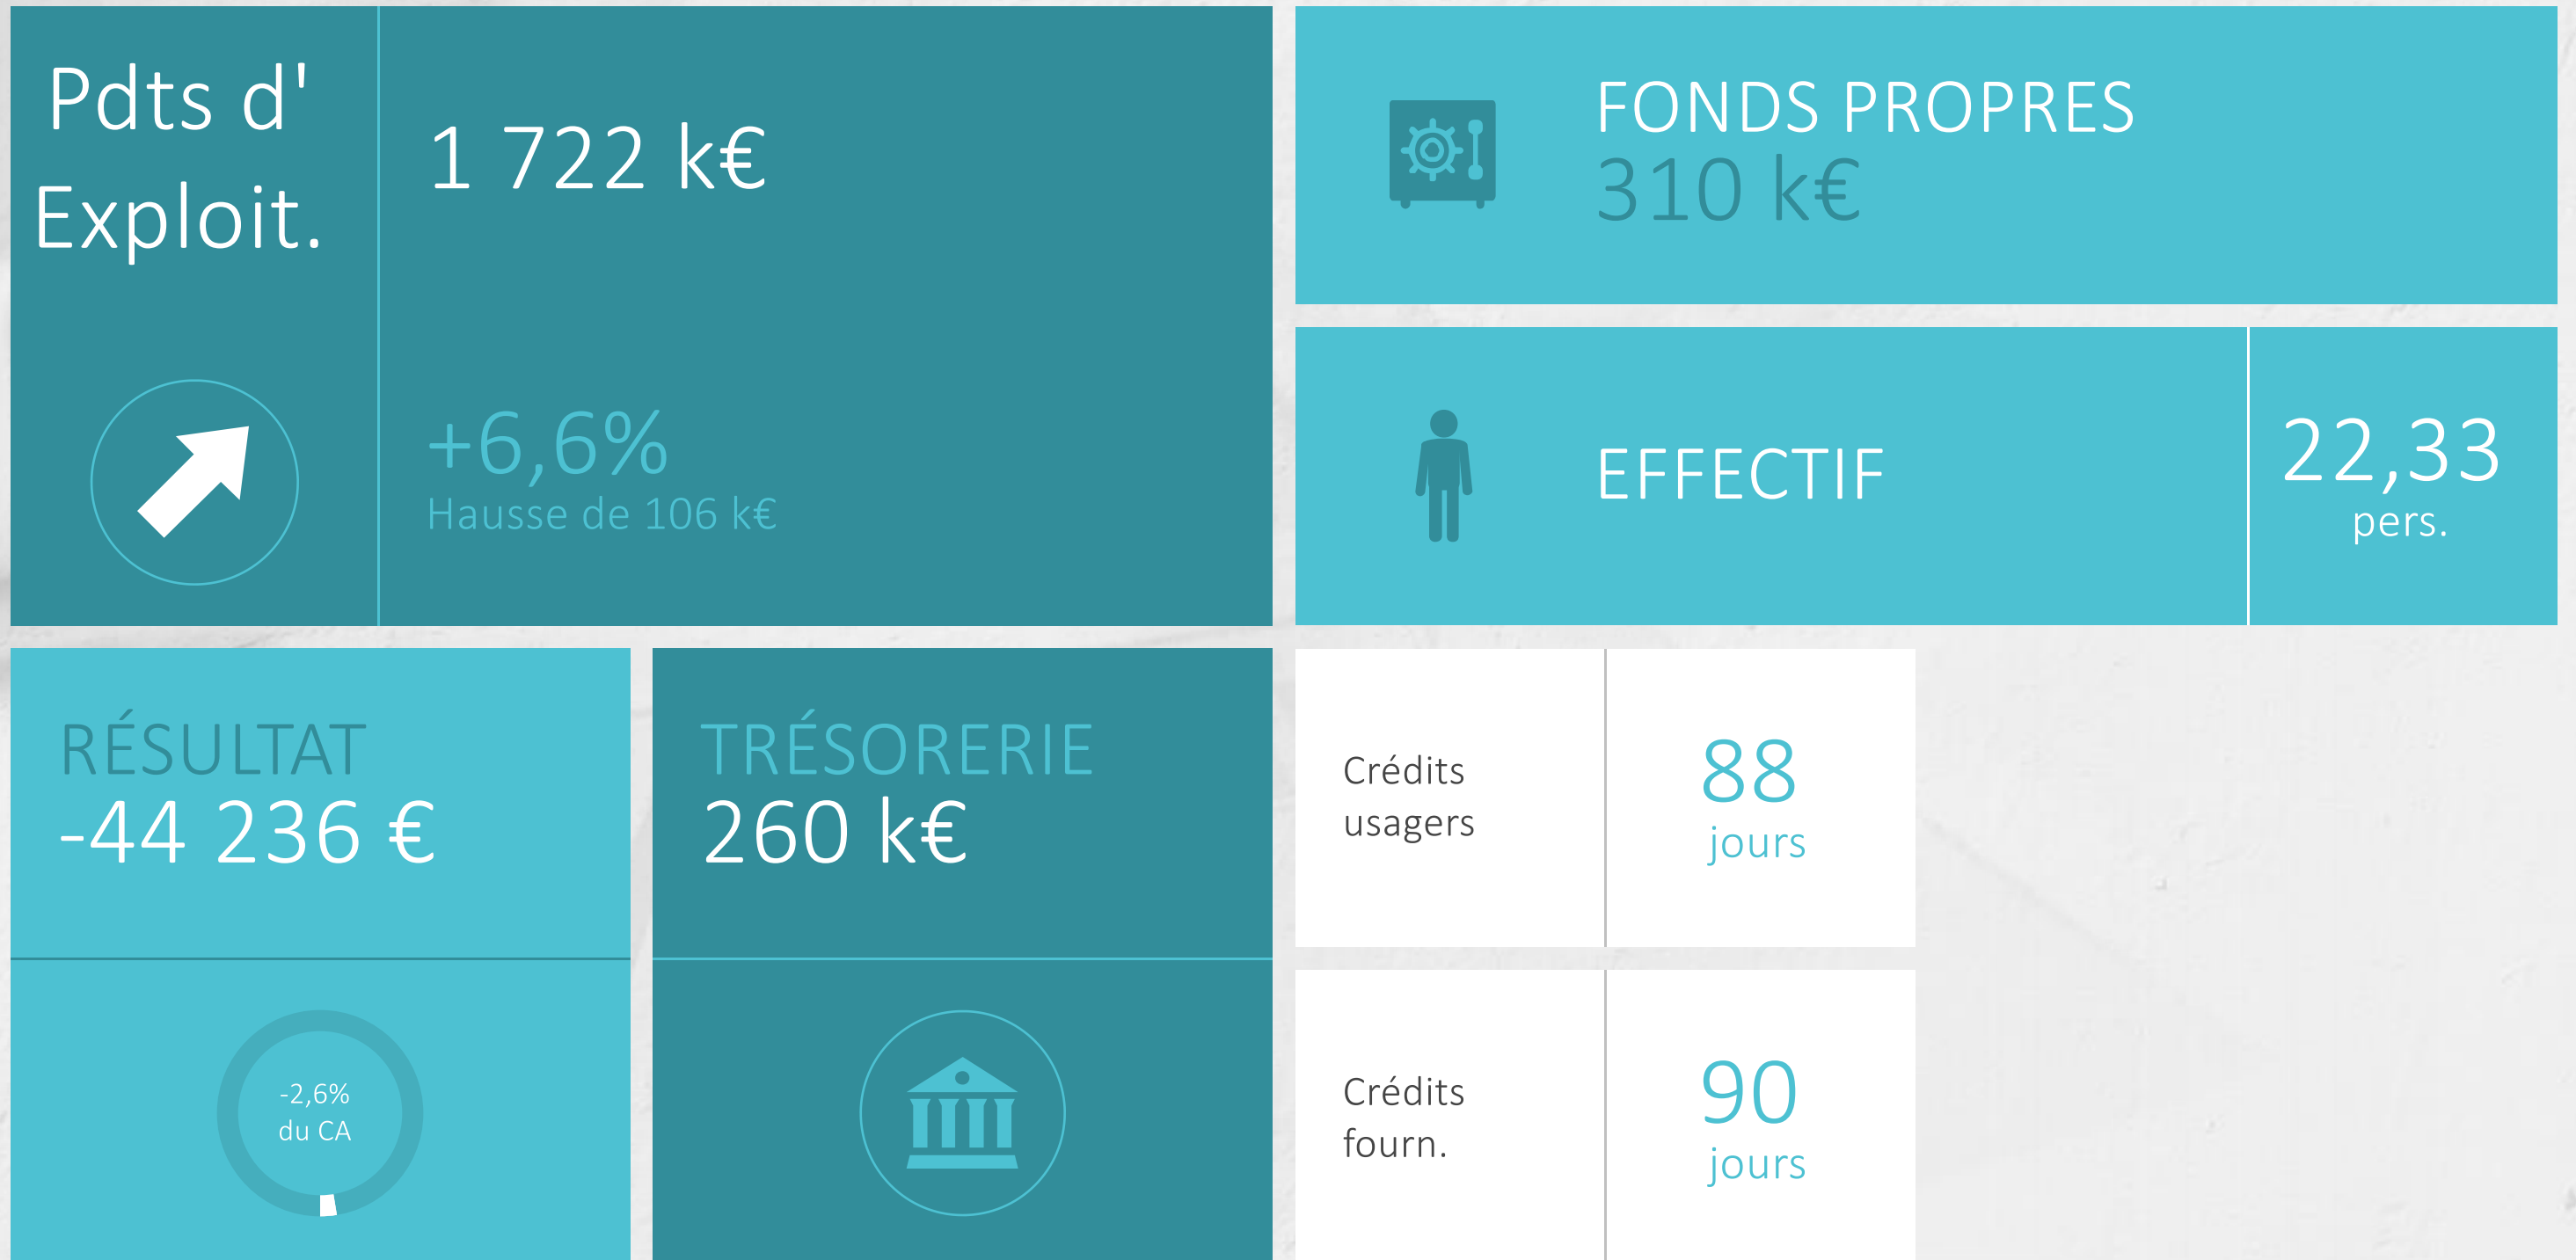 Pdts d'
Exploit.
1 722 k€
+6,6%
Hausse de 106 k€
FONDS PROPRES
310 k€
EFFECTIF
22,33
pers.
RÉSULTAT
-44 236 €
-2,6%
du CA
TRÉSORERIE
260 k€
Crédits
usagers
88
jours
Crédits
fourn.
90
jours